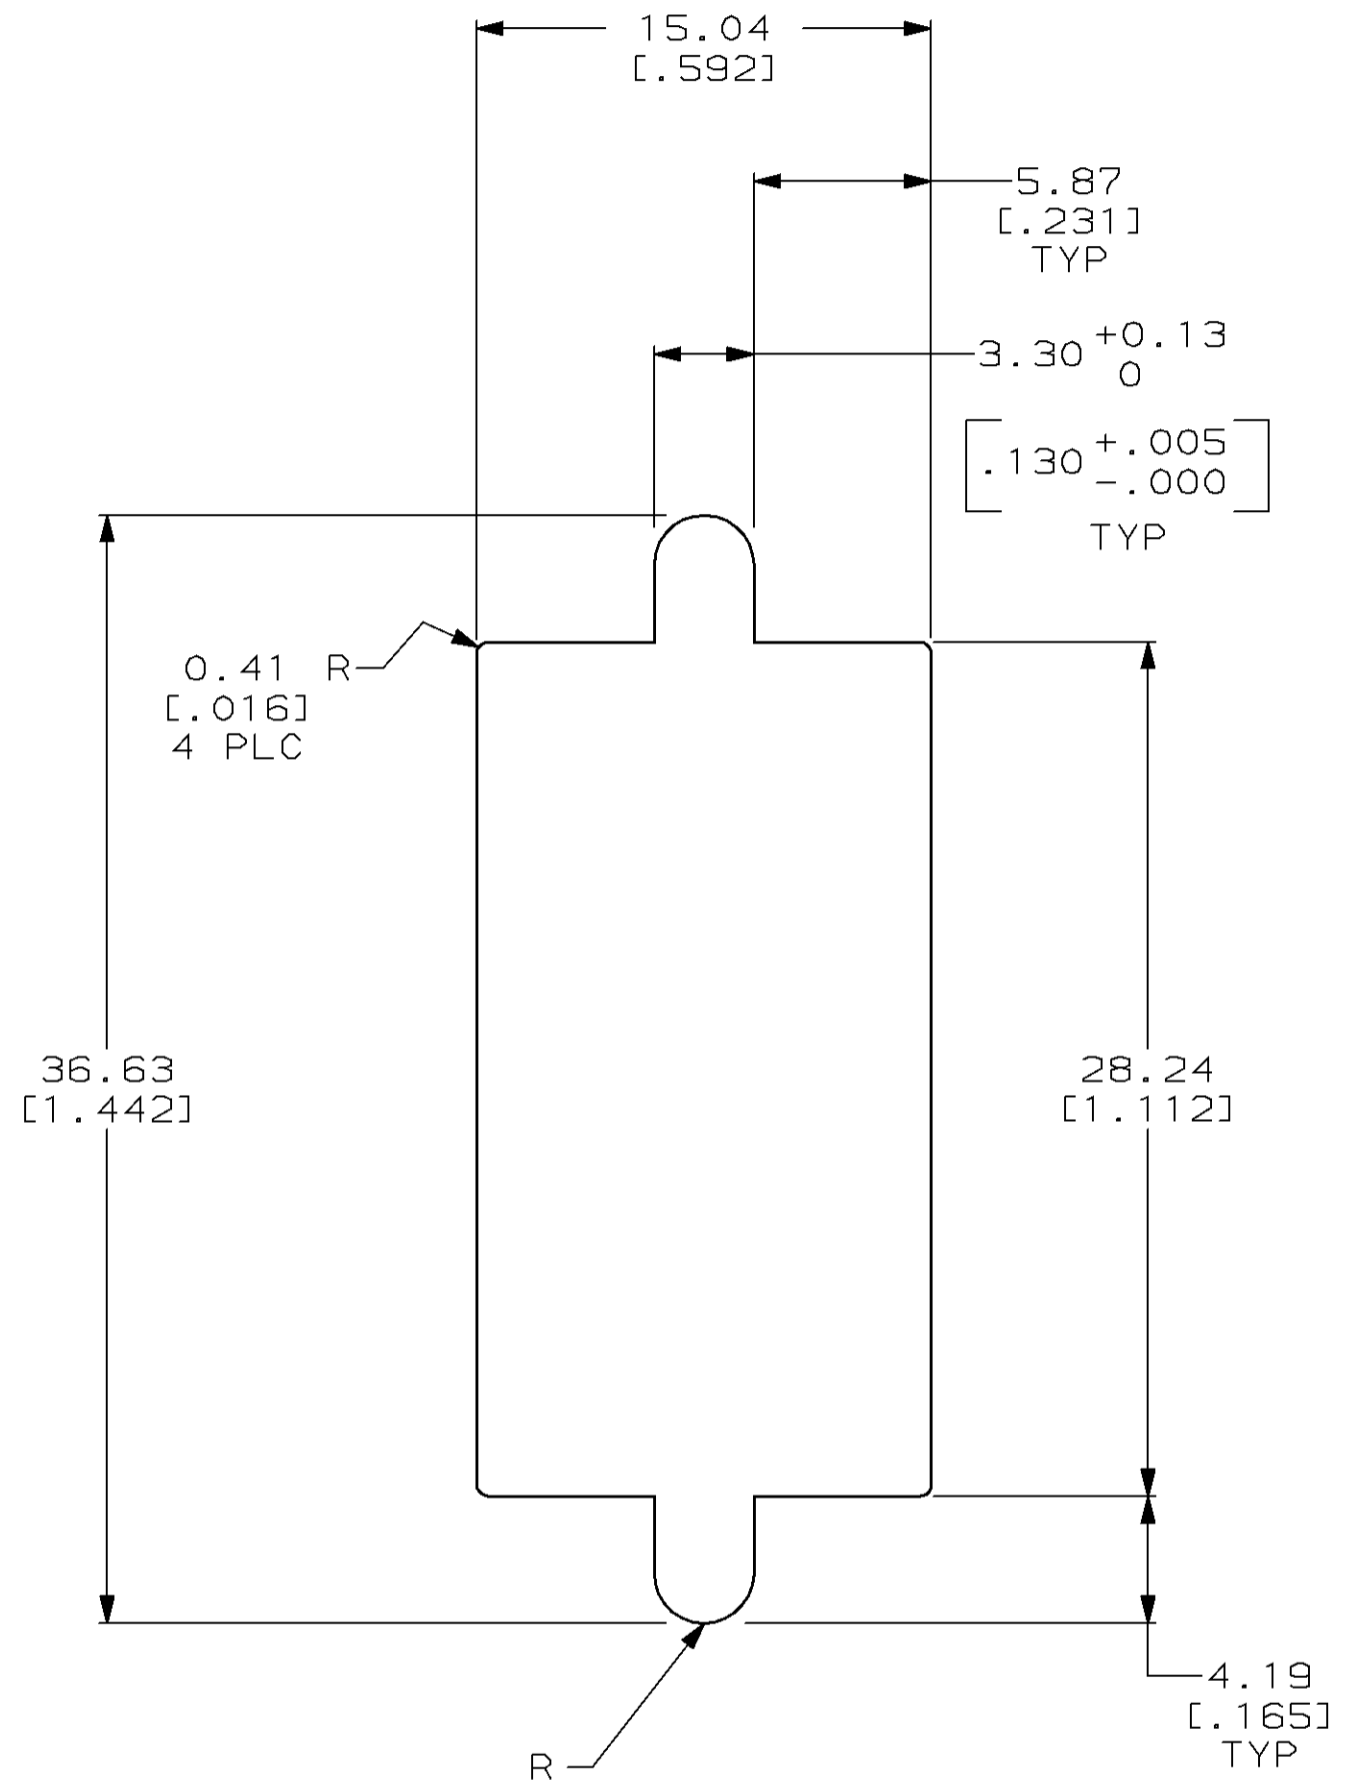 15.04
[.592]
5.87
[.231]
TYP
3.30 +0.13
0
.130 +.005
-.000
TYP
0.41 R
[.016]
4 PLC
36.63
[1.442]
28.24
[1.112]
4.19
[.165]
TYP
R